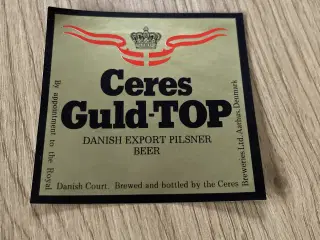 Ceres
Guld-TOP
DANISH EXPORT PILSNER
BEER
By appointment to the Royal
Danish Court. Brewed and bottled by the Ceres
Breweries Ltd. Aarhus, Denmark